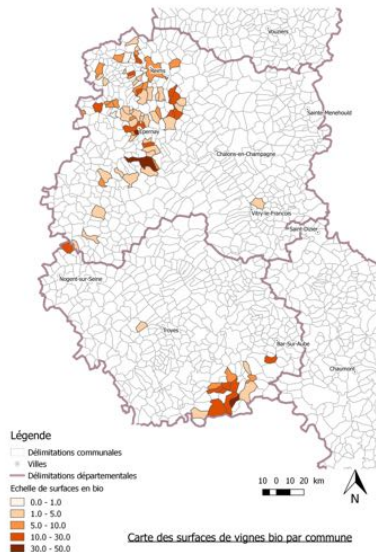 Vouziers
Reims
Sainte-Menehould
Epernay
Chalons-en-Champagne
Vitry-le-Francois
Saint-Dizier
Nogent-sur-Seine
Troyes
Bar-Sur-Aube
Chaumont
Légende
Délimitations communales
Villes
Délimitations départementales
Echelle de surfaces en bio
0.0 - 1.0
1.0 - 5.0
5.0 - 10.0
10.0 - 30.0
30.0 - 50.0
10 0 10 20 km
N
Carte des surfaces de vignes bio par commune